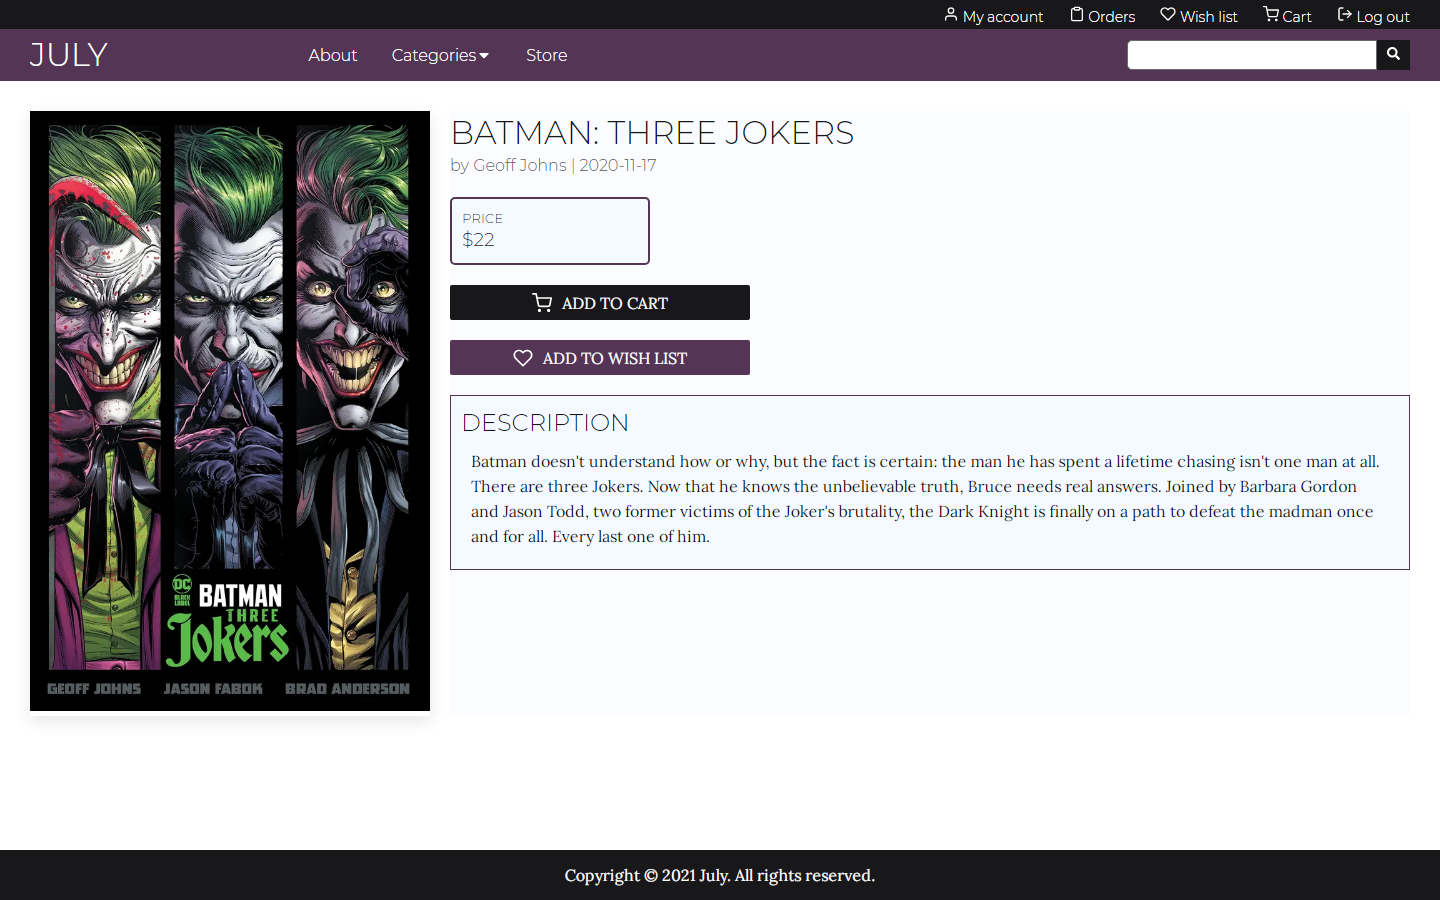 My account Orders Wish list Cart Log out
JULY About Categories Store
BATMAN: THREE JOKERS
by Geoff Johns | 2020-11-17
PRICE
$22
ADD TO CART
ADD TO WISH LIST
DESCRIPTION
Batman doesn't understand how or why, but the fact is certain: the man he has spent a lifetime chasing isn't one man at all.
There are three Jokers. Now that he knows the unbelievable truth, Bruce needs real answers. Joined by Barbara Gordon
and Jason Todd, two former victims of the Joker's brutality, the Dark Knight is finally on a path to defeat the madman once
and for all. Every last one of him.
DC
BLACK
LABEL
BATMAN
THREE
Jokers
GEOFF JOHNS JASON FABOK BRAD ANDERSON
Copyright © 2021 July. All rights reserved.